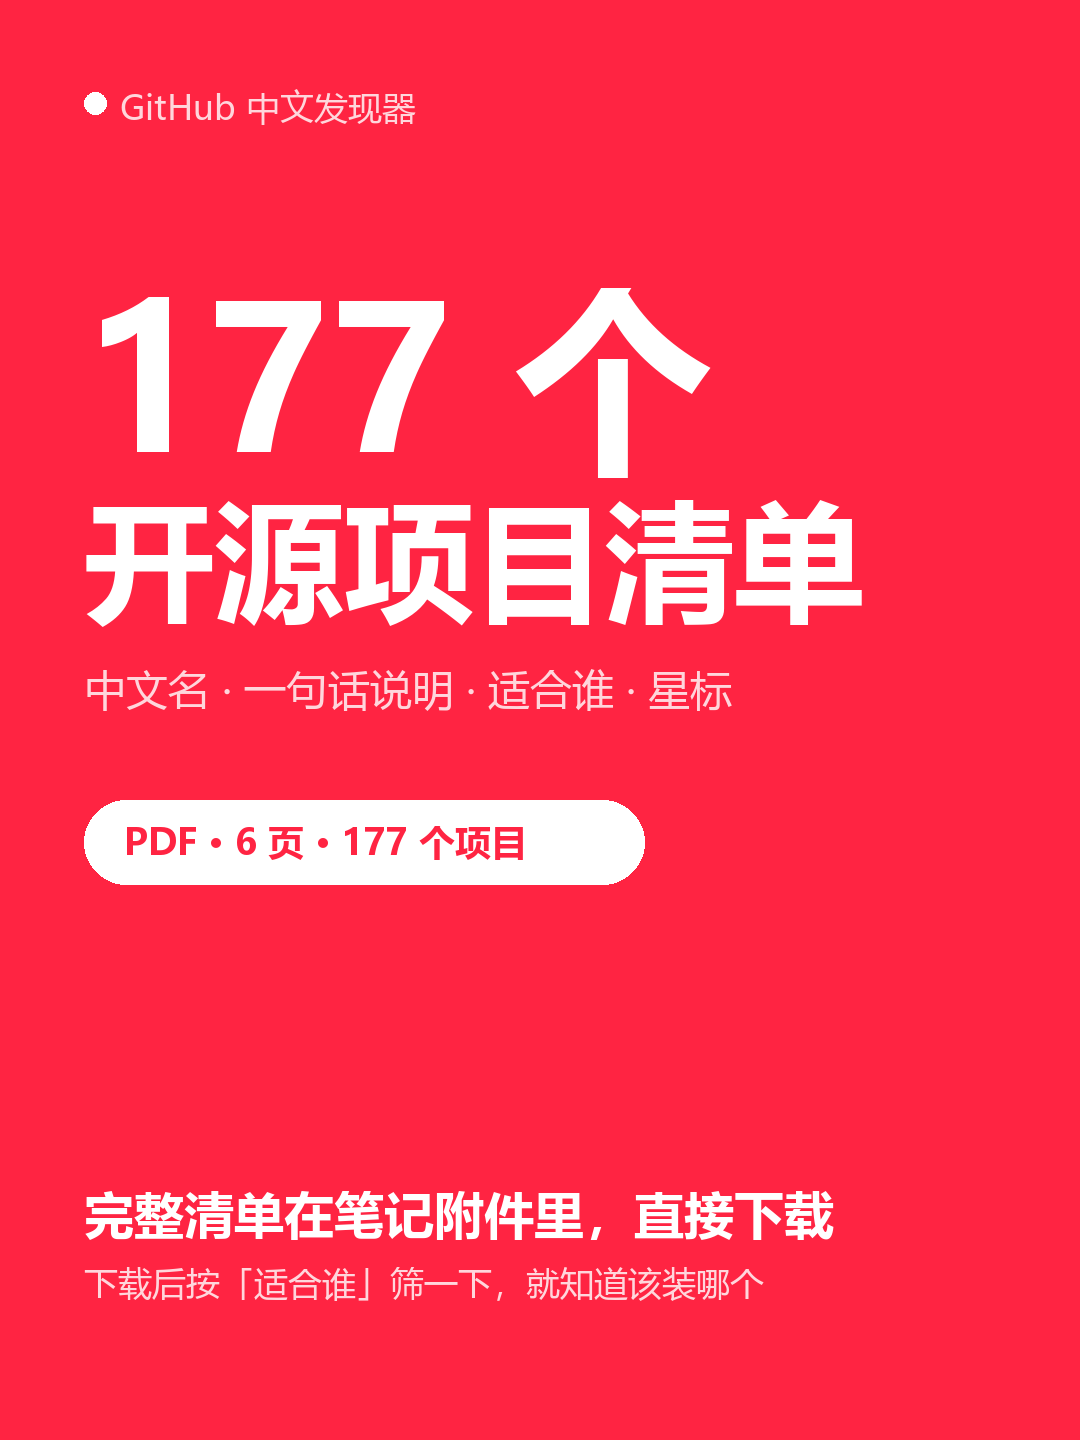 GitHub 中文发现器
177 个
开源项目清单
中文名 · 一句话说明 · 适合谁 · 星标
PDF · 6 页 · 177 个项目
完整清单在笔记附件里，直接下载
下载后按「适合谁」筛一下，就知道该装哪个